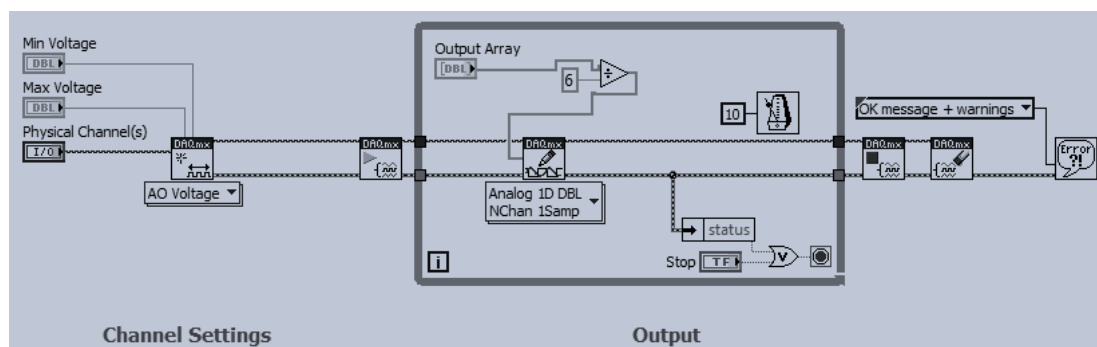 Min Voltage
DBL
Max Voltage
DBL
Physical Channel(s)
I/O
DAQmx
AO Voltage
DAQmx
Output Array
[DBL]
6
÷
10
DAQmx
Analog 1D DBL
NChan 1Samp
status
Stop
TF
V
i
OK message + warnings
DAQmx
DAQmx
Error
?!
Channel Settings
Output